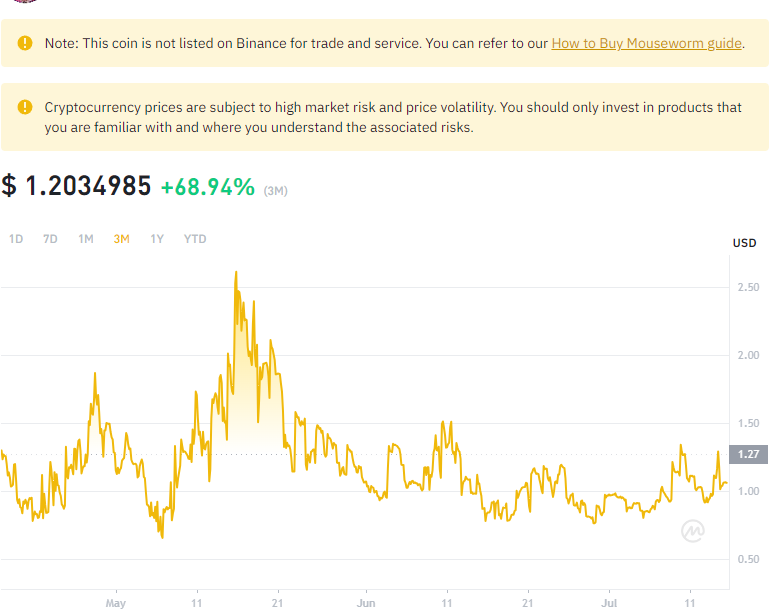 Note: This coin is not listed on Binance for trade and service. You can refer to our How to Buy Mouseworm guide.
Cryptocurrency prices are subject to high market risk and price volatility. You should only invest in products that
you are familiar with and where you understand the associated risks.
$ 1.2034985 +68.94% (3M)
1D 7D 1M 3M 1Y YTD
USD
2.50
2.00
1.50
1.27
1.00
0.50
May 11 21 Jun 11 21 Jul 11